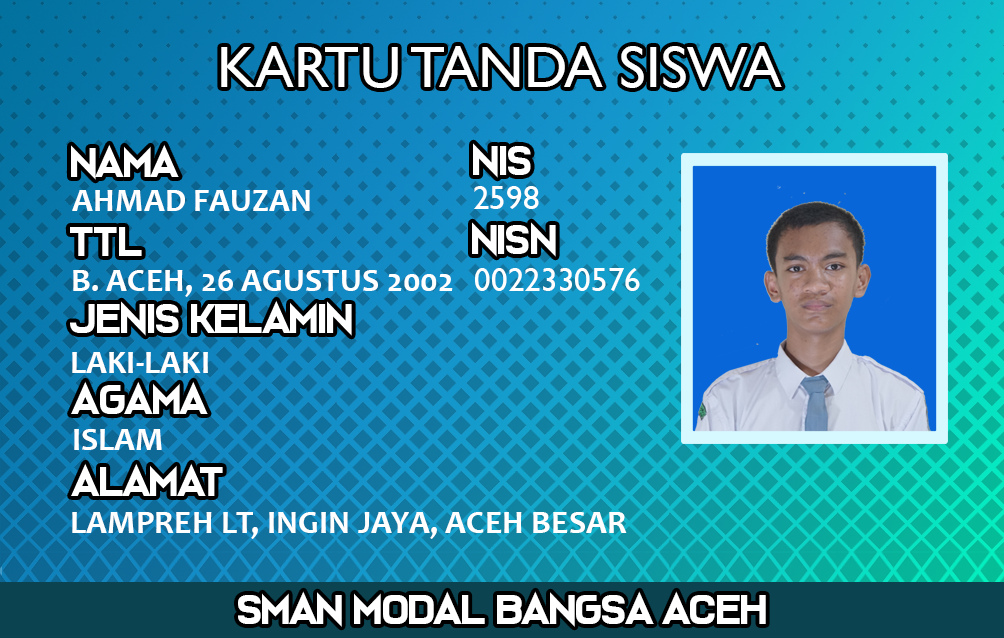 KARTU TANDA SISWA
NAMA
AHMAD FAUZAN
TTL
B. ACEH, 26 AGUSTUS 2002
JENIS KELAMIN
LAKI-LAKI
AGAMA
ISLAM
ALAMAT
LAMPREH LT, INGIN JAYA, ACEH BESAR
NIS
2598
NISN
0022330576
SMAN MODAL BANGSA ACEH